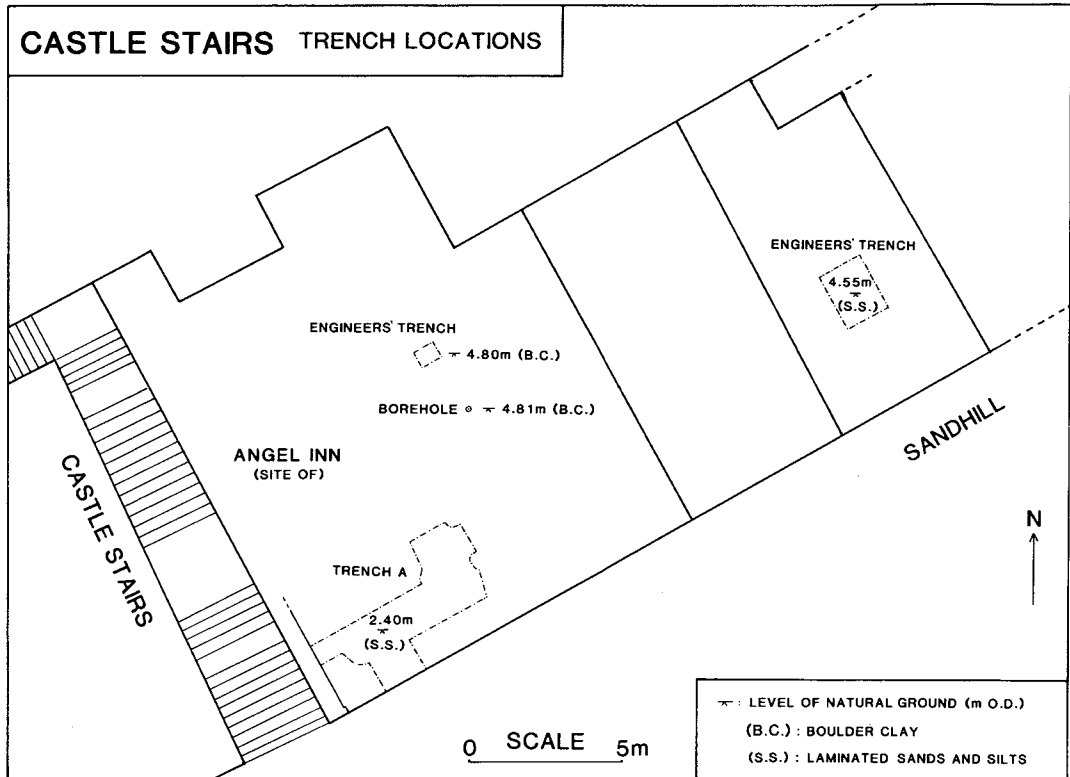 CASTLE STAIRS TRENCH LOCATIONS
ENGINEERS' TRENCH
4.55m
(S.S.)
ENGINEERS' TRENCH
4.80m (B.C.)
BOREHOLE 4.81m (B.C.)
ANGEL INN
(SITE OF)
SANDHILL
CASTLE STAIRS
N
TRENCH A
2.40m
(S.S.)
0 SCALE 5m
: LEVEL OF NATURAL GROUND (m O.D.)
(B.C.) : BOULDER CLAY
(S.S.) : LAMINATED SANDS AND SILTS